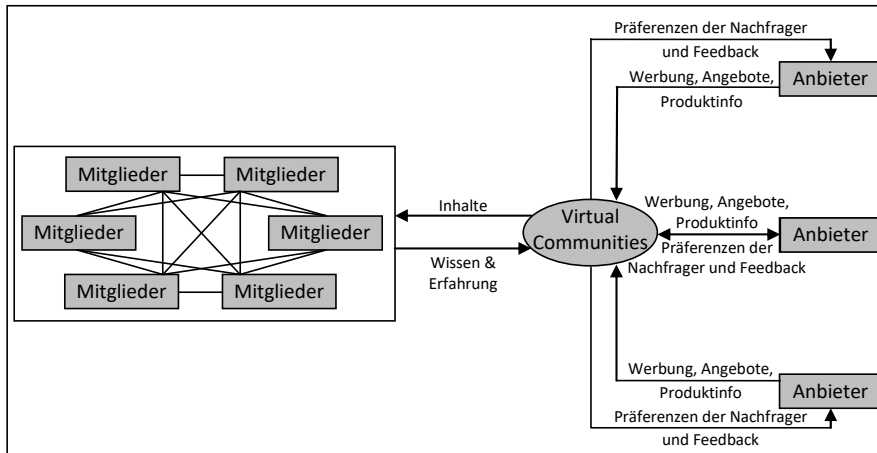 Präferenzen der Nachfrager
und Feedback
Anbieter
Werbung, Angebote,
Produktinfo
Mitglieder
Mitglieder
Mitglieder
Mitglieder
Mitglieder
Mitglieder
Inhalte
Wissen &
Erfahrung
Virtual
Communities
Werbung, Angebote,
Produktinfo
Präferenzen der
Nachfrager und Feedback
Anbieter
Werbung, Angebote,
Produktinfo
Anbieter
Präferenzen der Nachfrager
und Feedback